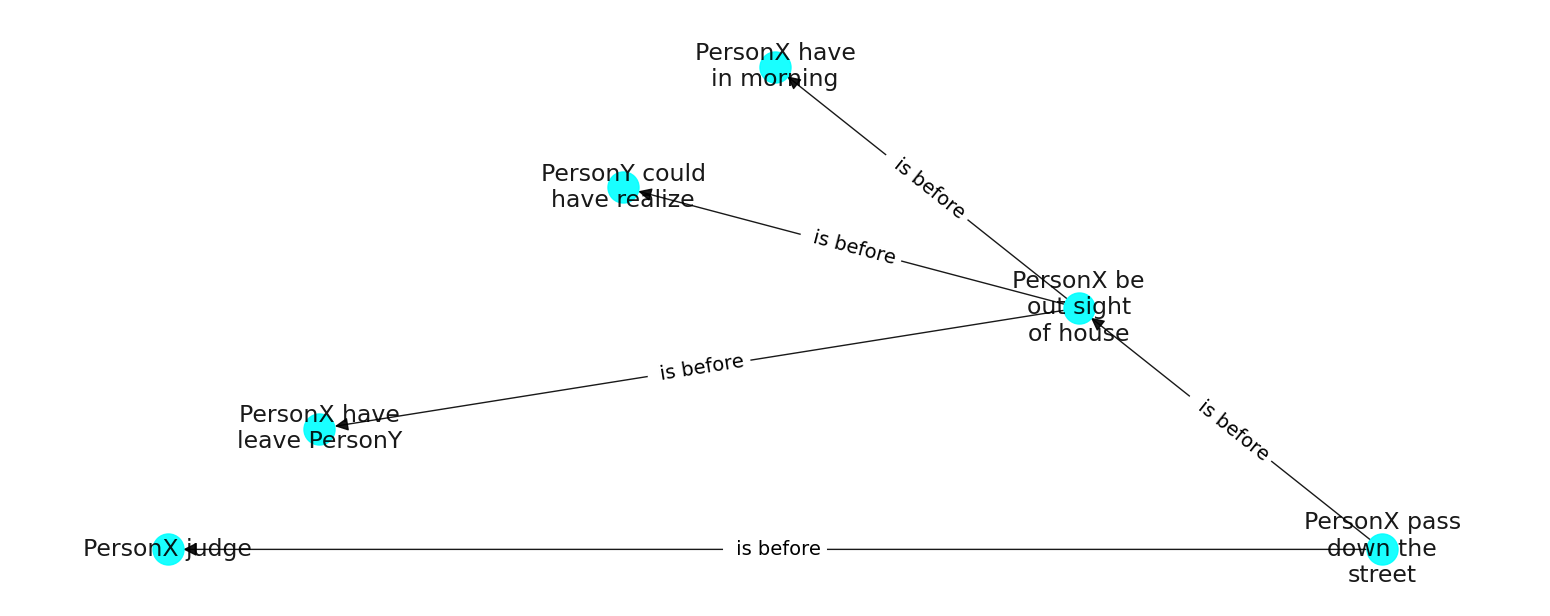 PersonX have
in morning
is before
PersonY could
have realize
is before
PersonX be
out sight
of house
is before
PersonX have
leave PersonY
is before
PersonX judge
is before
PersonX pass
down the
street